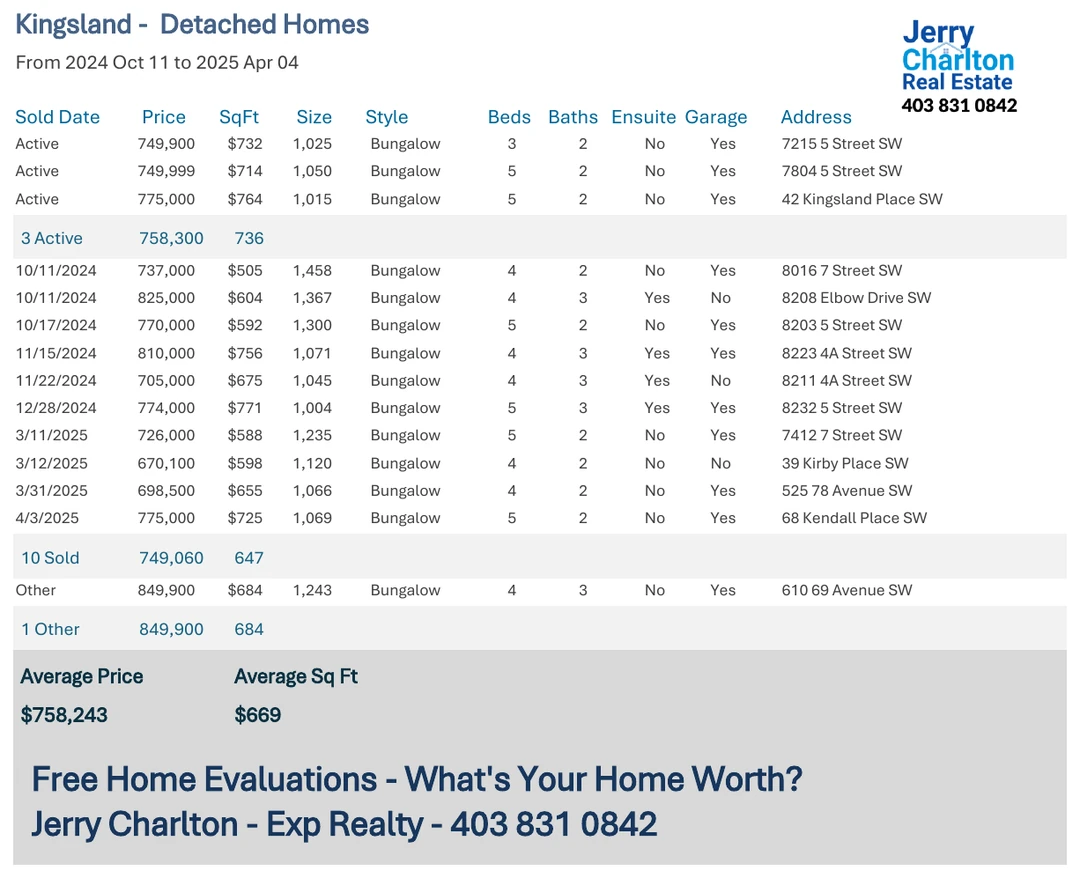 Kingsland -  Detached Homes
From 2024 Oct 11 to 2025 Apr 04
Jerry
Charlton
Real Estate
403 831 0842
Sold Date Price SqFt Size Style Beds Baths Ensuite Garage Address
Active 749,900 $732 1,025 Bungalow 3 2 No Yes 7215 5 Street SW
Active 749,999 $714 1,050 Bungalow 5 2 No Yes 7804 5 Street SW
Active 775,000 $764 1,015 Bungalow 5 2 No Yes 42 Kingsland Place SW
3 Active 758,300 736
10/11/2024 737,000 $505 1,458 Bungalow 4 2 No Yes 8016 7 Street SW
10/11/2024 825,000 $604 1,367 Bungalow 4 3 Yes No 8208 Elbow Drive SW
10/17/2024 770,000 $592 1,300 Bungalow 5 2 No Yes 8203 5 Street SW
11/15/2024 810,000 $756 1,071 Bungalow 4 3 Yes Yes 8223 4A Street SW
11/22/2024 705,000 $675 1,045 Bungalow 4 3 Yes No 8211 4A Street SW
12/28/2024 774,000 $771 1,004 Bungalow 5 3 Yes Yes 8232 5 Street SW
3/11/2025 726,000 $588 1,235 Bungalow 5 2 No Yes 7412 7 Street SW
3/12/2025 670,100 $598 1,120 Bungalow 4 2 No No 39 Kirby Place SW
3/31/2025 698,500 $655 1,066 Bungalow 4 2 No Yes 525 78 Avenue SW
4/3/2025 775,000 $725 1,069 Bungalow 5 2 No Yes 68 Kendall Place SW
10 Sold 749,060 647
Other 849,900 $684 1,243 Bungalow 4 3 No Yes 610 69 Avenue SW
1 Other 849,900 684
Average Price Average Sq Ft
$758,243 $669
Free Home Evaluations - What's Your Home Worth?
Jerry Charlton - Exp Realty - 403 831 0842